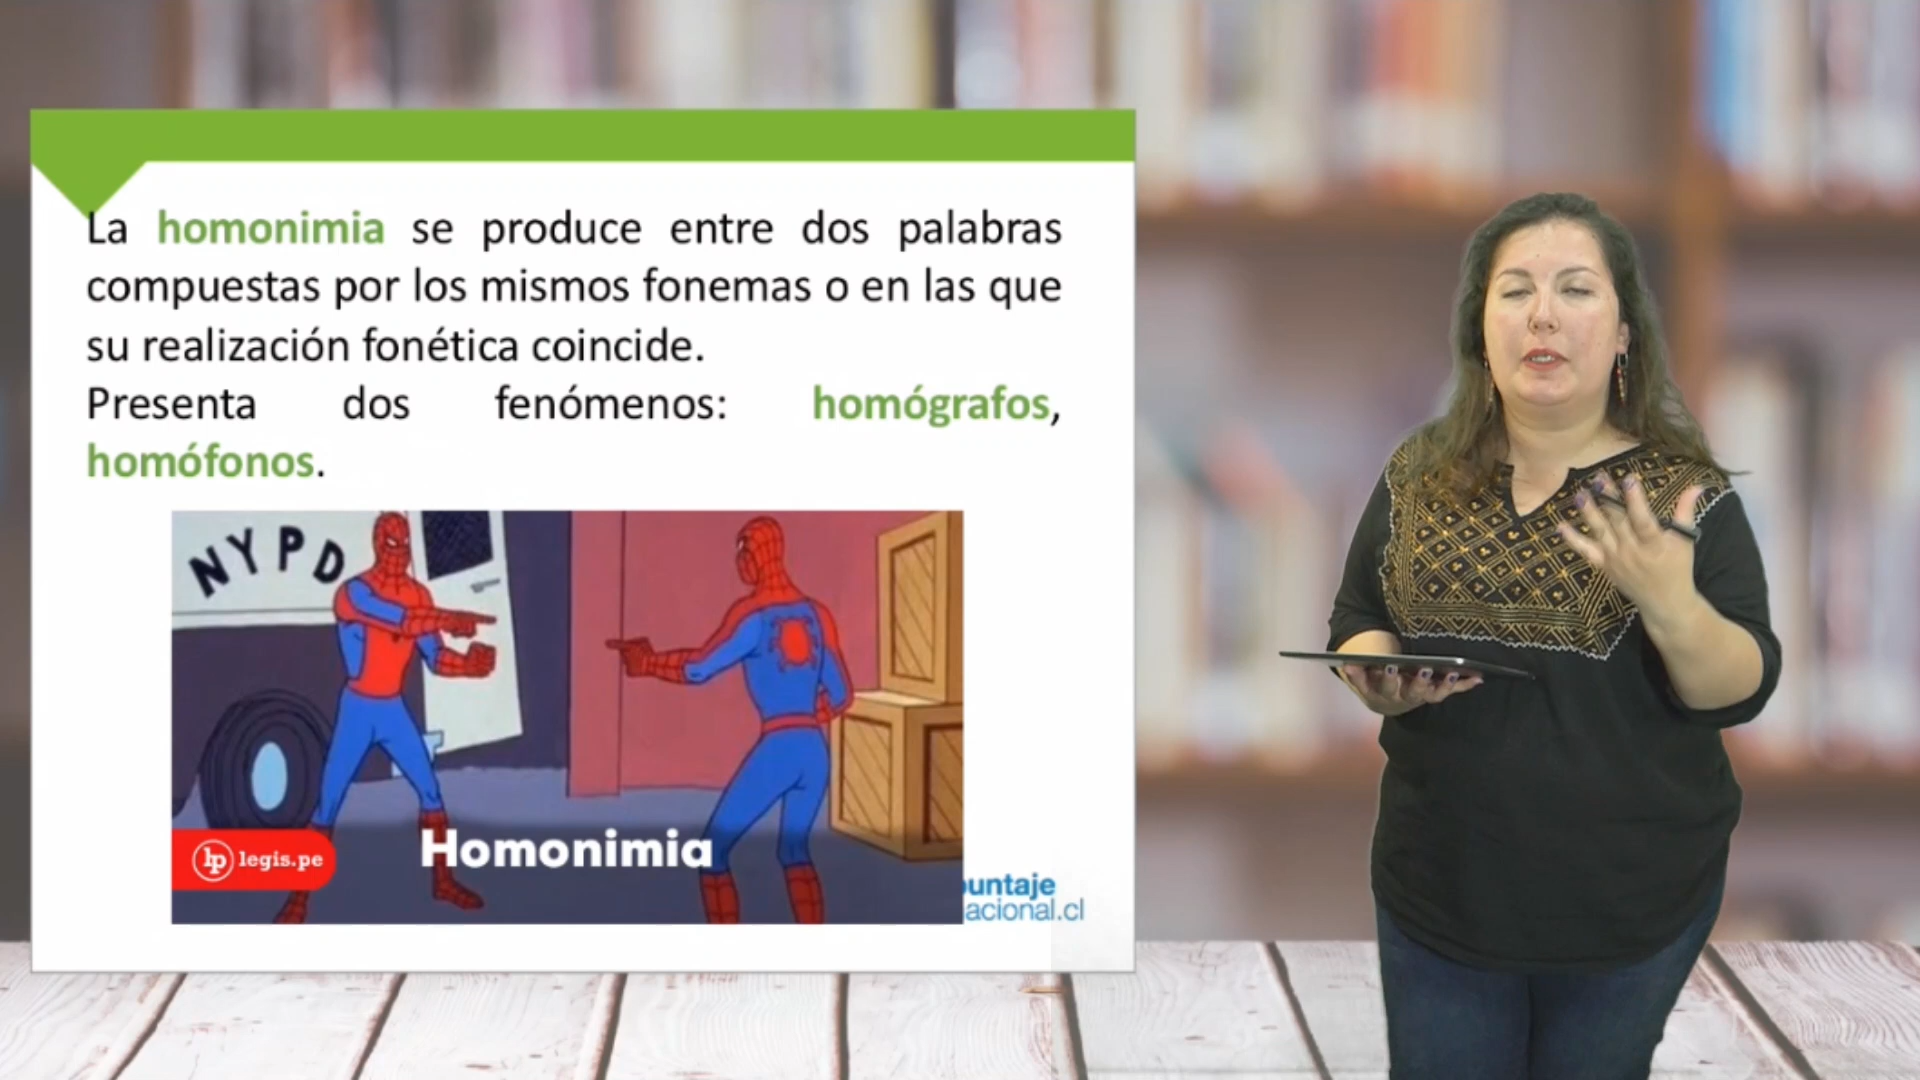 La homonimia se produce entre dos palabras
compuestas por los mismos fonemas o en las que
su realización fonética coincide.
Presenta dos fenómenos: homógrafos,
homófonos.
NYPD
lp legis.pe
Homonimia
puntaje
acional.cl